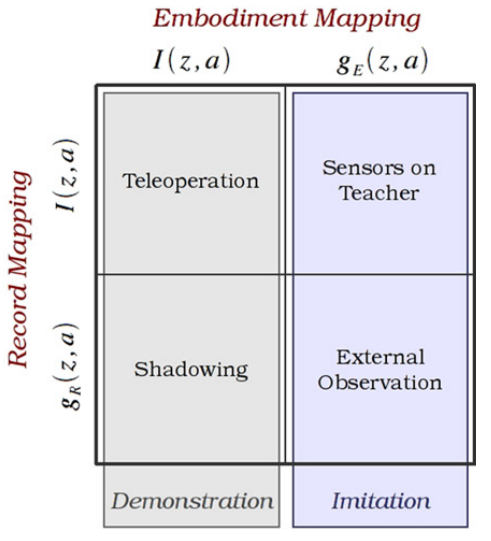 Embodiment Mapping
I(z,a)
g_E(z,a)
Record Mapping
I(z,a)
g_R(z,a)
Teleoperation
Sensors on
Teacher
Shadowing
External
Observation
Demonstration
Imitation